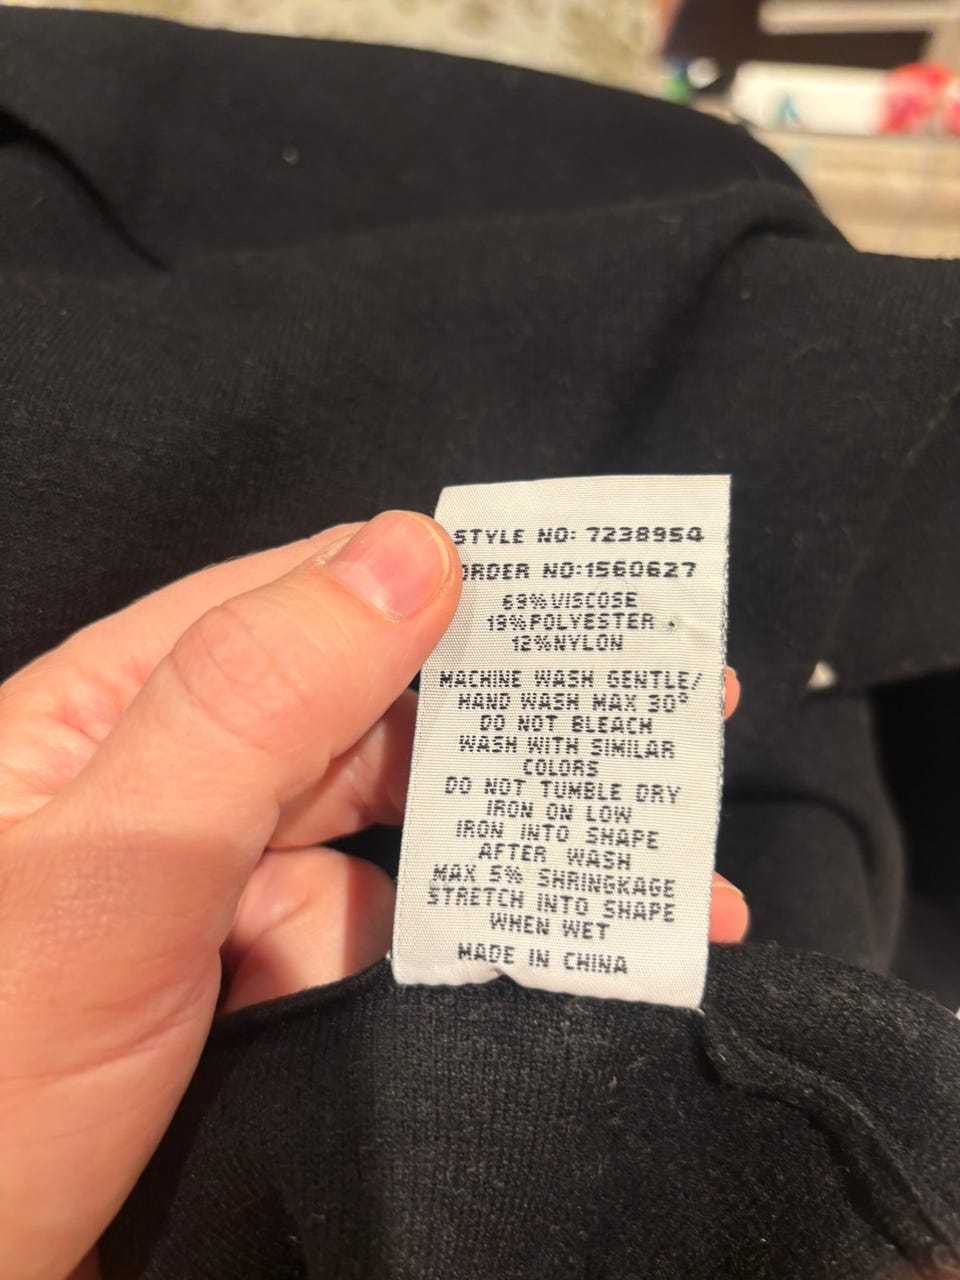 STYLE NO: 7238954
ORDER NO:1560627
69%VISCOSE
19%POLYESTER
12%NYLON
MACHINE WASH GENTLE/
HAND WASH MAX 30°
DO NOT BLEACH
WASH WITH SIMILAR
COLORS
DO NOT TUMBLE DRY
IRON ON LOW
IRON INTO SHAPE
AFTER WASH
MAX 5% SHRINGKAGE
STRETCH INTO SHAPE
WHEN WET
MADE IN CHINA